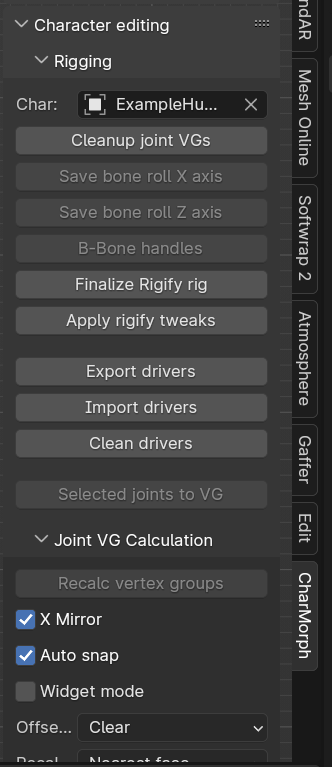 Character editing
Rigging
Char:
ExampleHu...
Cleanup joint VGs
Save bone roll X axis
Save bone roll Z axis
B-Bone handles
Finalize Rigify rig
Apply rigify tweaks
Export drivers
Import drivers
Clean drivers
Selected joints to VG
Joint VG Calculation
Recalc vertex groups
X Mirror
Auto snap
Widget mode
Offse...
Clear
Nearest face
ndAR
Mesh Online
Softwrap 2
Atmosphere
Gaffer
Edit
CharMorph